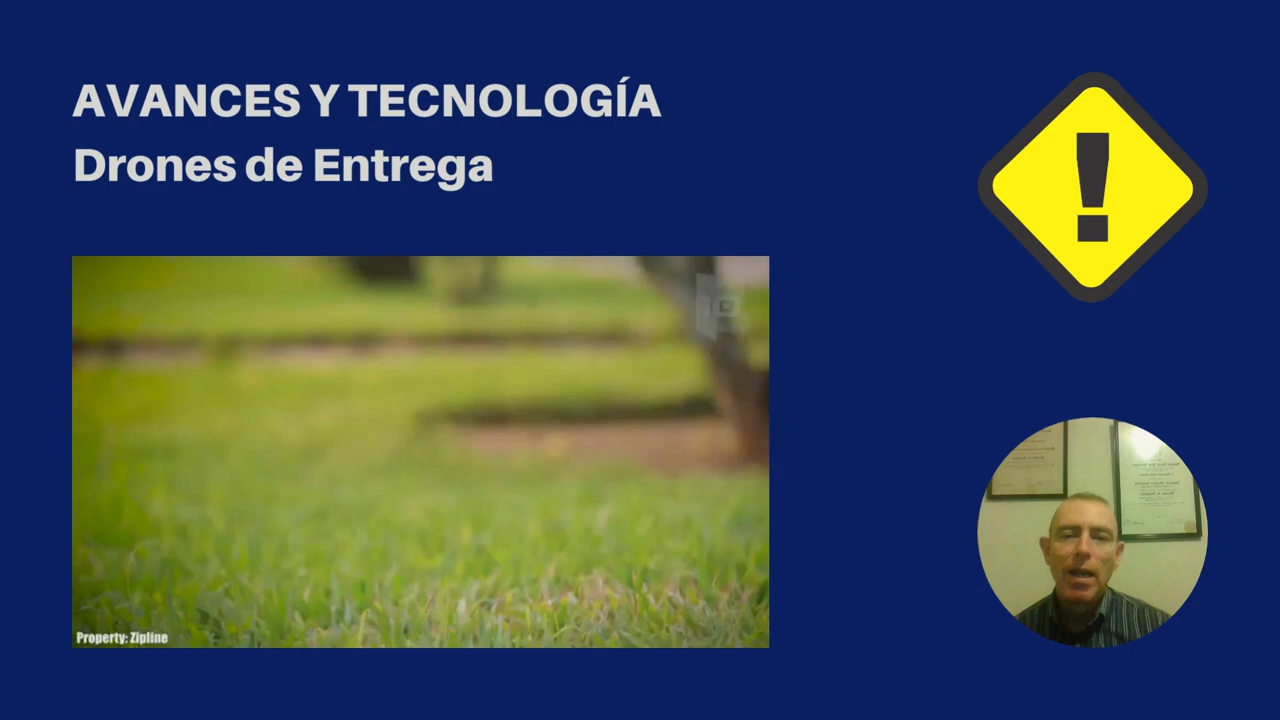 AVANCES Y TECNOLOGÍA
Drones de Entrega
!
Property: Zipline